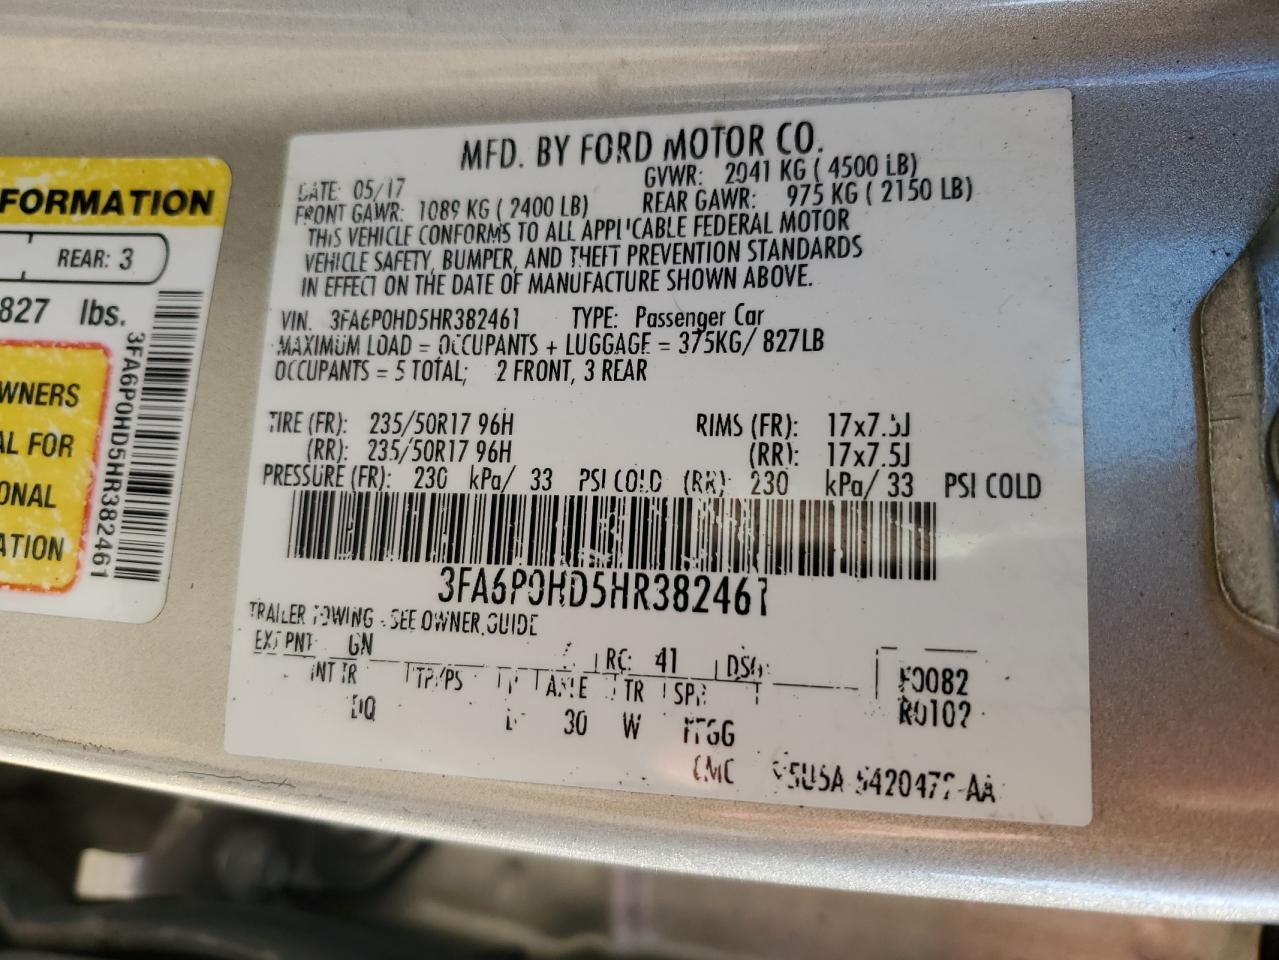 FORMATION
REAR: 3
827 lbs.
WNERS
AL FOR
ONAL
ATION
3FA6P0HD5HR382461
MFD. BY FORD MOTOR CO.
DATE: 05/17 GVWR: 2041 KG ( 4500 LB)
FRONT GAWR: 1089 KG ( 2400 LB) REAR GAWR: 975 KG ( 2150 LB)
THIS VEHICLE CONFORMS TO ALL APPLICABLE FEDERAL MOTOR
VEHICLE SAFETY, BUMPER, AND THEFT PREVENTION STANDARDS
IN EFFECT ON THE DATE OF MANUFACTURE SHOWN ABOVE.
VIN. 3FA6P0HD5HR382461 TYPE: Passenger Car
MAXIMUM LOAD = OCCUPANTS + LUGGAGE = 375KG/ 827LB
OCCUPANTS = 5 TOTAL; 2 FRONT, 3 REAR
TIRE (FR): 235/50R17 96H RIMS (FR): 17x7.5J
(RR): 235/50R17 96H (RR): 17x7.5J
PRESSURE (FR): 230 kPa/ 33 PSI COLD (RR): 230 kPa/ 33 PSI COLD
3FA6P0HD5HR382461
TRAILER TOWING - SEE OWNER GUIDE
EXT PNT: GN RC: 41 DSO:
INT TR TP/PS AXLE TR SPR F0082
DQ 30 W R0102